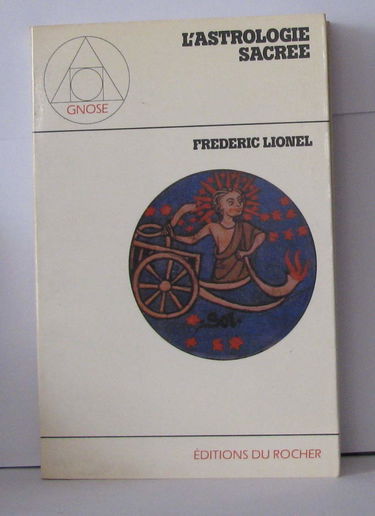 L'ASTROLOGIE
SACREE
GNOSE
FREDERIC LIONEL
Sol
ÉDITIONS DU ROCHER